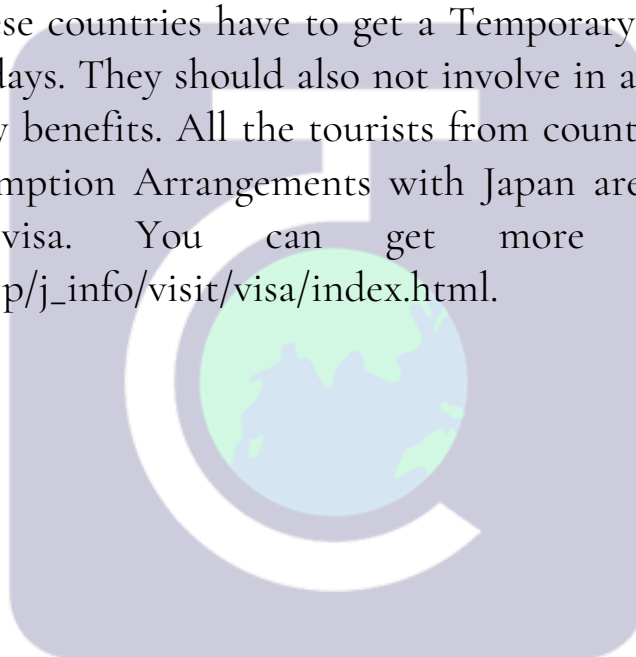 ese countries have to get a Temporary
days. They should also not involve in a
y benefits. All the tourists from count
mption Arrangements with Japan are
visa. You can get more
p/j_info/visit/visa/index.html.